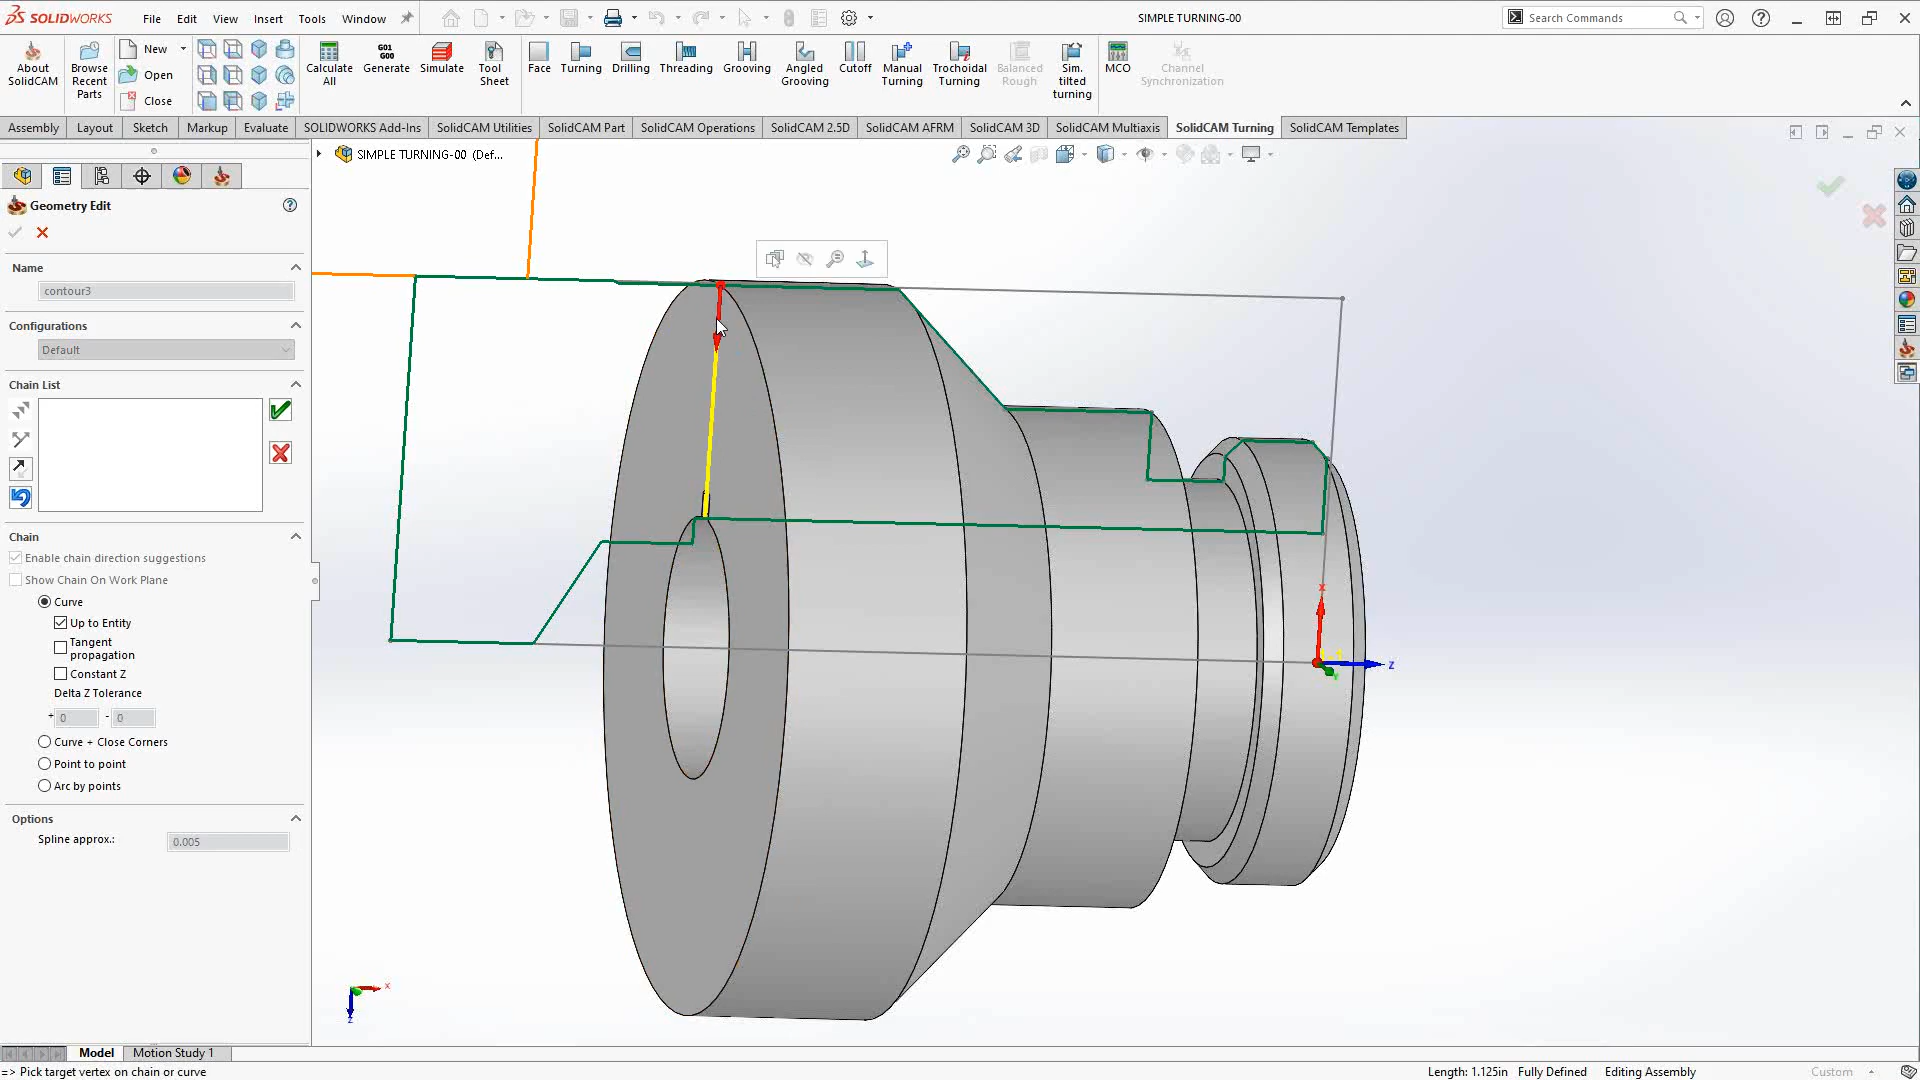 SOLIDWORKS File Edit View Insert Tools Window SIMPLE TURNING-00 Search Commands
About SolidCAM
Browse Recent Parts
New
Open
Close
Calculate All
G01 G00
Generate
Simulate
Tool Sheet
Face
Turning
Drilling
Threading
Grooving
Angled Grooving
Cutoff
Manual Turning
Trochoidal Turning
Balanced Rough
Sim. tilted turning
MCO
Channel Synchronization
Assembly Layout Sketch Markup Evaluate SOLIDWORKS Add-Ins SolidCAM Utilities SolidCAM Part SolidCAM Operations SolidCAM 2.5D SolidCAM AFRM SolidCAM 3D SolidCAM Multiaxis SolidCAM Turning SolidCAM Templates
SIMPLE TURNING-00 (Def...
Geometry Edit
Name
contour3
Configurations
Default
Chain List
Chain
Enable chain direction suggestions
Show Chain On Work Plane
Curve
Up to Entity
Tangent
propagation
Constant Z
Delta Z Tolerance
+ 0 - 0
Curve + Close Corners
Point to point
Arc by points
Options
Spline approx.: 0.005
X
Z
Y
X
Z
Model Motion Study 1
=> Pick target vertex on chain or curve Length: 1.125in Fully Defined Editing Assembly Custom